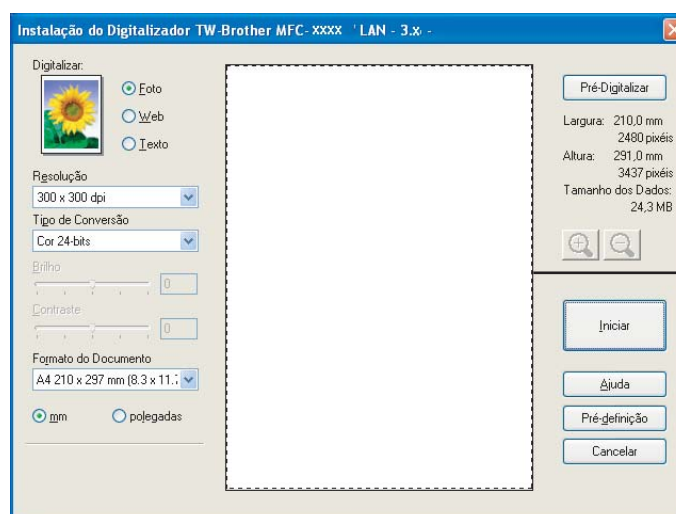 Instalação do Digitalizador TW-Brother MFC-XXXX ' LAN - 3.x -
Digitalizar:
Foto
Web
Texto
Resolução
300 x 300 dpi
Tipo de Conversão
Cor 24-bits
Brilho
0
Contraste
0
Formato do Documento
A4 210 x 297 mm (8.3 x 11.7
mm
polegadas
Pré-Digitalizar
Largura: 210,0 mm
2480 pixéis
Altura: 291,0 mm
3437 pixéis
Tamanho dos Dados:
24,3 MB
Iniciar
Ajuda
Pré-definição
Cancelar